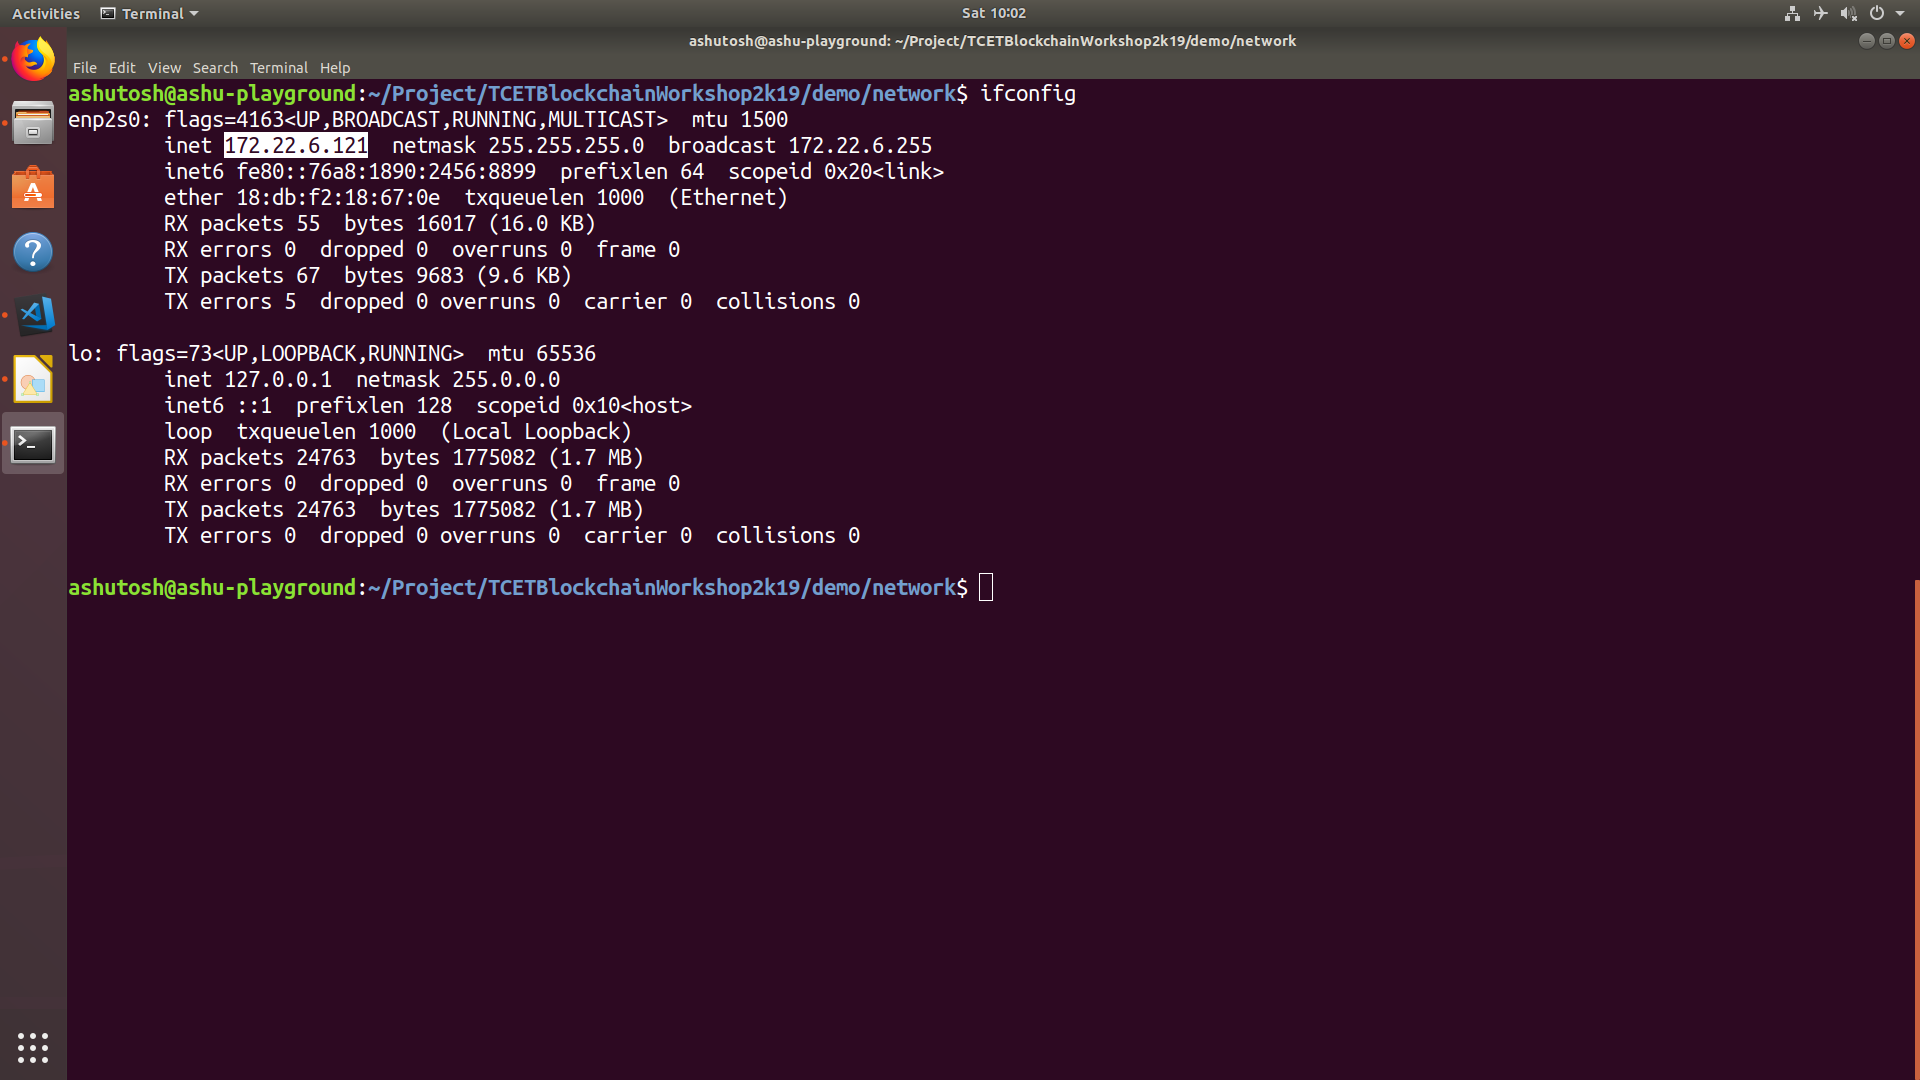 Activities Terminal Sat 10:02
ashutosh@ashu-playground: ~/Project/TCETBlockchainWorkshop2k19/demo/network
File Edit View Search Terminal Help
ashutosh@ashu-playground:~/Project/TCETBlockchainWorkshop2k19/demo/network$ ifconfig
enp2s0: flags=4163<UP,BROADCAST,RUNNING,MULTICAST>  mtu 1500
        inet 172.22.6.121  netmask 255.255.255.0  broadcast 172.22.6.255
        inet6 fe80::76a8:1890:2456:8899  prefixlen 64  scopeid 0x20<link>
        ether 18:db:f2:18:67:0e  txqueuelen 1000  (Ethernet)
        RX packets 55  bytes 16017 (16.0 KB)
        RX errors 0  dropped 0  overruns 0  frame 0
        TX packets 67  bytes 9683 (9.6 KB)
        TX errors 5  dropped 0 overruns 0  carrier 0  collisions 0
lo: flags=73<UP,LOOPBACK,RUNNING>  mtu 65536
        inet 127.0.0.1  netmask 255.0.0.0
        inet6 ::1  prefixlen 128  scopeid 0x10<host>
        loop  txqueuelen 1000  (Local Loopback)
        RX packets 24763  bytes 1775082 (1.7 MB)
        RX errors 0  dropped 0  overruns 0  frame 0
        TX packets 24763  bytes 1775082 (1.7 MB)
        TX errors 0  dropped 0 overruns 0  carrier 0  collisions 0
ashutosh@ashu-playground:~/Project/TCETBlockchainWorkshop2k19/demo/network$